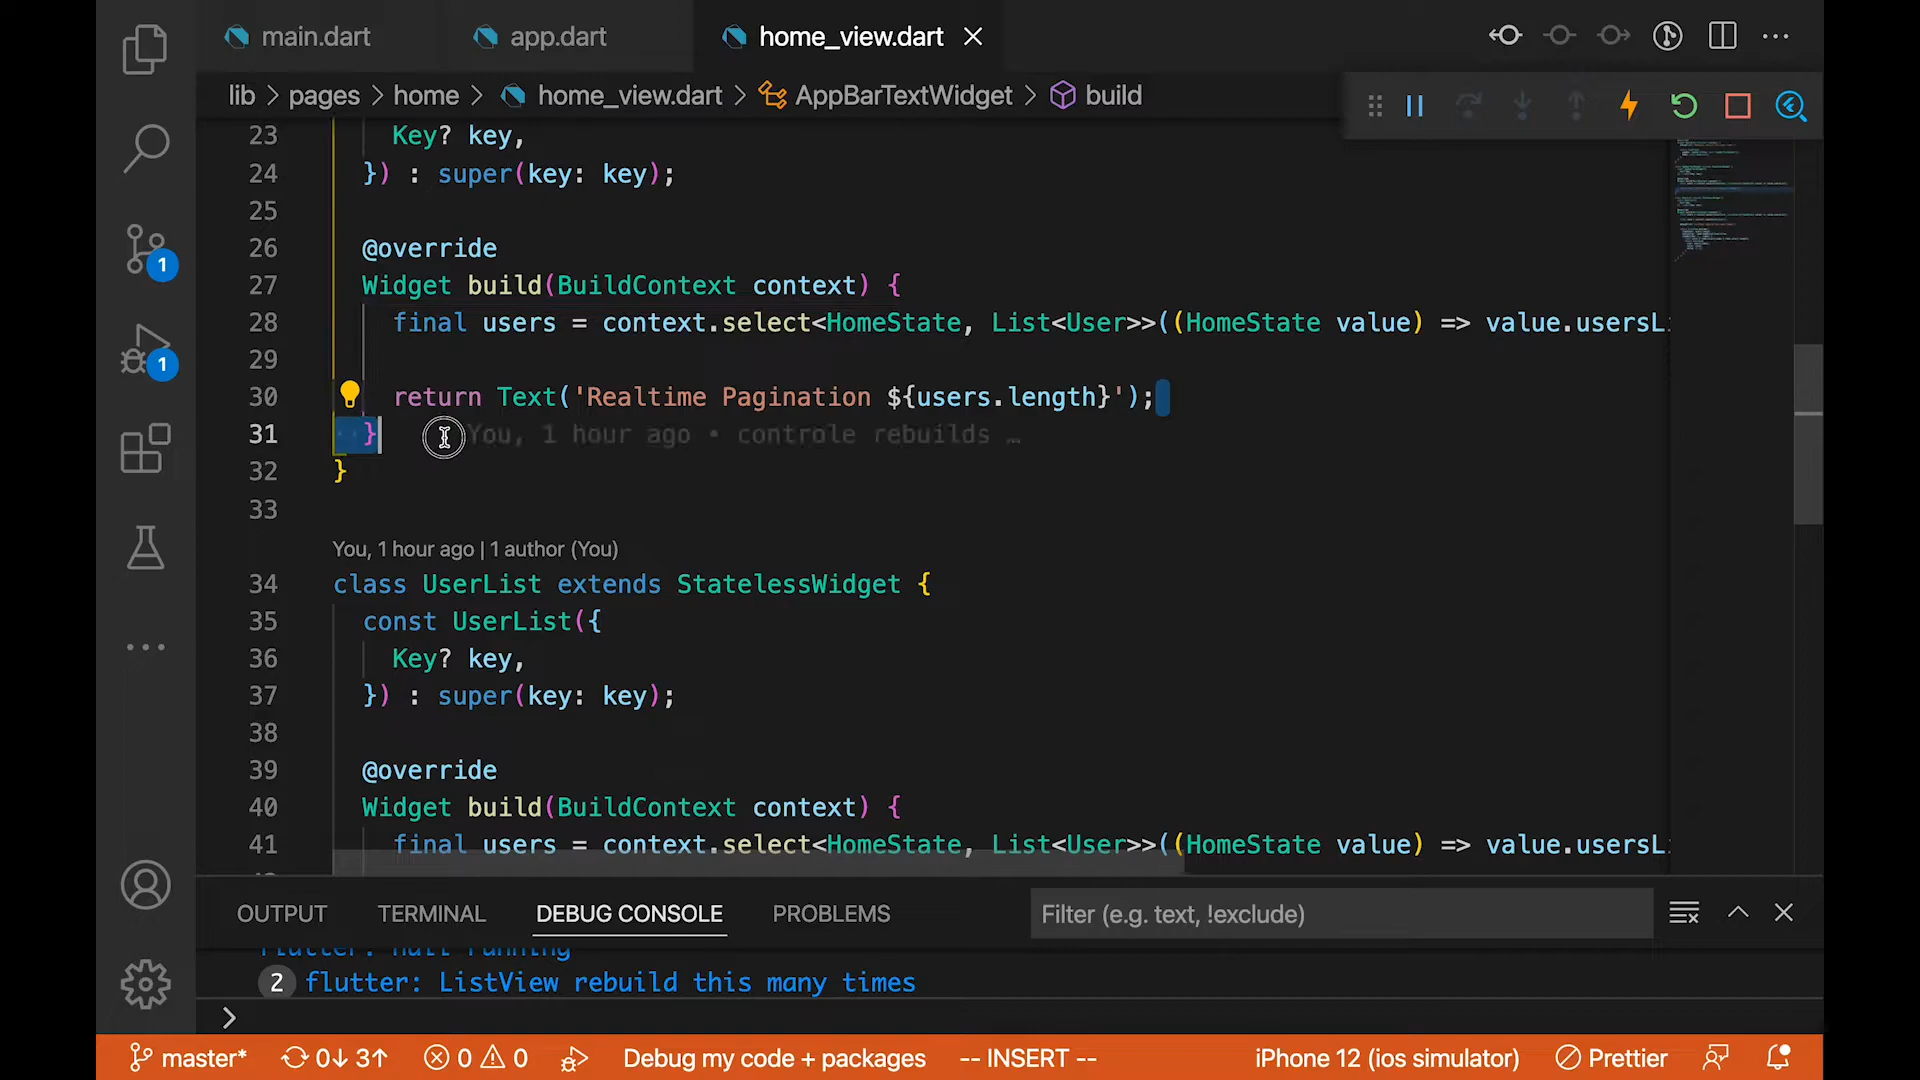 main.dart
app.dart
home_view.dart
lib > pages > home > home_view.dart > AppBarTextWidget > build
23 Key? key,
24 }) : super(key: key);
25
26 @override
27 Widget build(BuildContext context) {
28 final users = context.select<HomeState, List<User>>((HomeState value) => value.usersL
29
30 return Text('Realtime Pagination ${users.length}');
31 } You, 1 hour ago • controle rebuilds …
32 }
33
You, 1 hour ago | 1 author (You)
34 class UserList extends StatelessWidget {
35 const UserList({
36 Key? key,
37 }) : super(key: key);
38
39 @override
40 Widget build(BuildContext context) {
41 final users = context.select<HomeState, List<User>>((HomeState value) => value.usersL
1
1
OUTPUT TERMINAL DEBUG CONSOLE PROBLEMS Filter (e.g. text, !exclude)
flutter: null running
2 flutter: ListView rebuild this many times
>
master* 0↓ 3↑ 0 0 Debug my code + packages -- INSERT -- iPhone 12 (ios simulator) Prettier